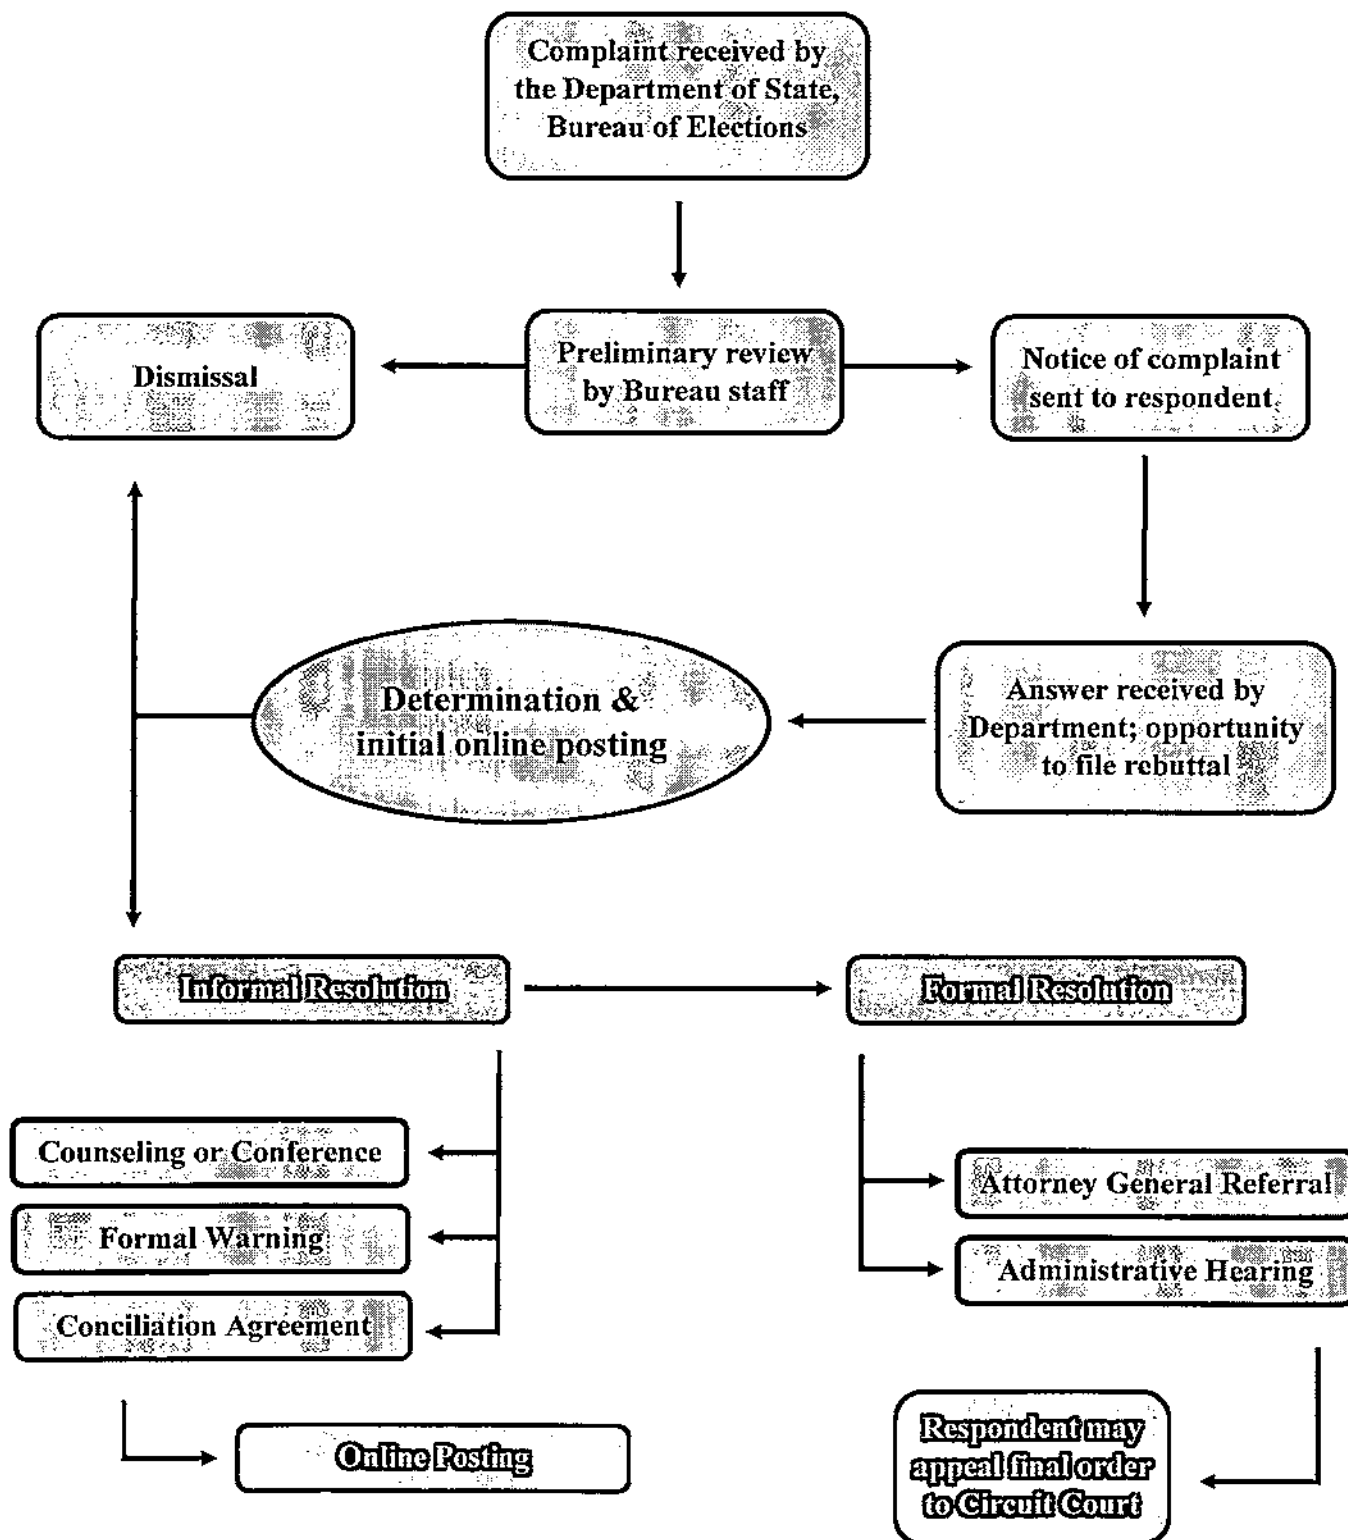 Complaint received by
the Department of State,
Bureau of Elections
Dismissal
Preliminary review
by Bureau staff
Notice of complaint
sent to respondent
Determination &
initial online posting
Answer received by
Department; opportunity
to file rebuttal
Informal Resolution
Formal Resolution
Counseling or Conference
Formal Warning
Conciliation Agreement
Attorney General Referral
Administrative Hearing
Online Posting
Respondent may
appeal final order
to Circuit Court